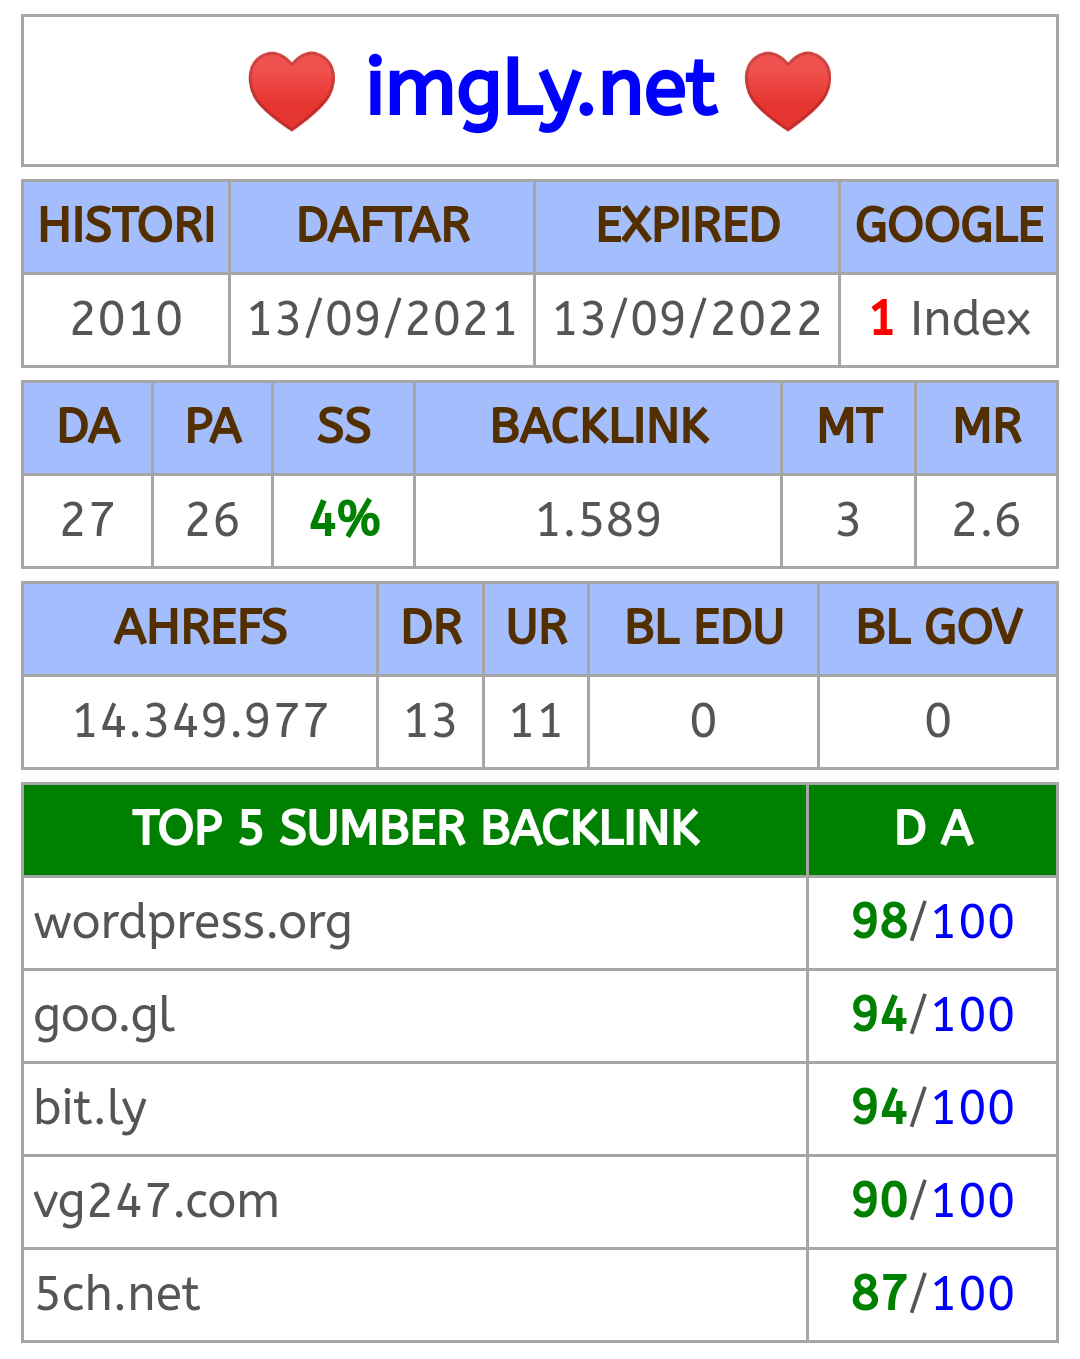 imgLy.net
HISTORI DAFTAR EXPIRED GOOGLE
2010 13/09/2021 13/09/2022 1 Index
DA PA SS BACKLINK MT MR
27 26 4% 1.589 3 2.6
AHREFS DR UR BL EDU BL GOV
14.349.977 13 11 0 0
TOP 5 SUMBER BACKLINK D A
wordpress.org 98/100
goo.gl 94/100
bit.ly 94/100
vg247.com 90/100
5ch.net 87/100